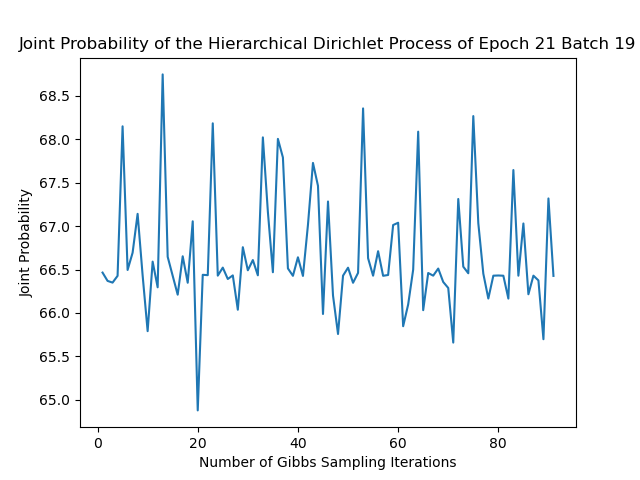 Joint Probability of the Hierarchical Dirichlet Process of Epoch 21 Batch 19
68.5
68.0
67.5
67.0
66.5
66.0
65.5
65.0
Joint Probability
0 20 40 60 80
Number of Gibbs Sampling Iterations